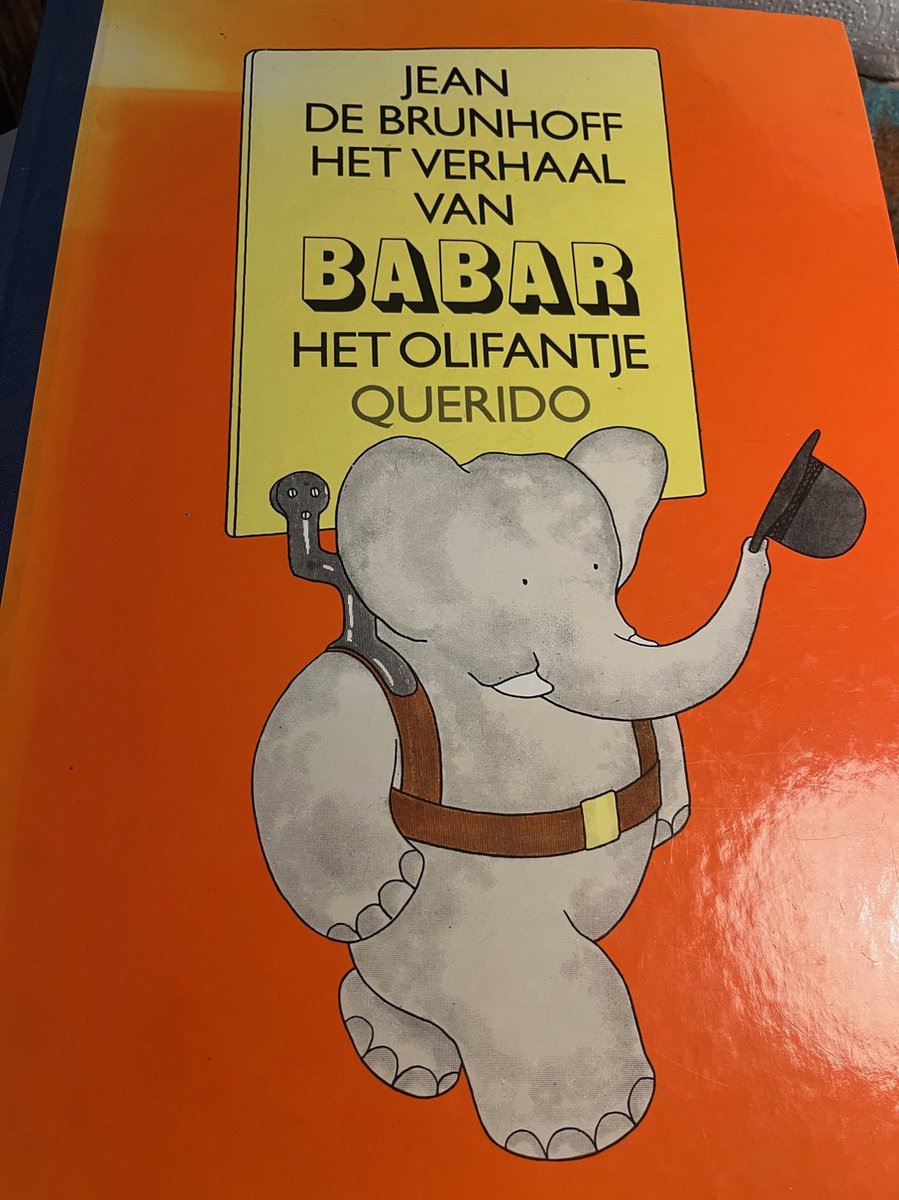 JEAN
DE BRUNHOFF
HET VERHAAL
VAN
BABAR
HET OLIFANTJE
QUERIDO